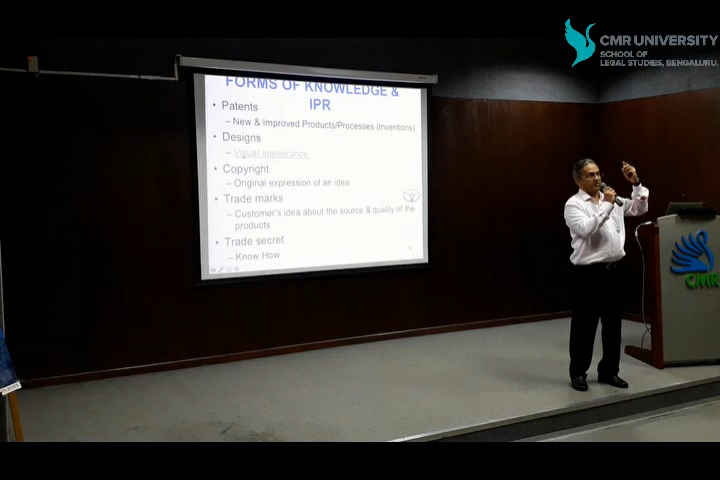 CMR UNIVERSITY
SCHOOL OF
LEGAL STUDIES, BENGALURU.
FORMS OF KNOWLEDGE &
IPR
• Patents
– New & Improved Products/Processes (Inventions)
• Designs
– Visual appearance
• Copyright
– Original expression of an idea
• Trade marks
– Customer's idea about the source & quality of the
products
• Trade secret
– Know How
CMR